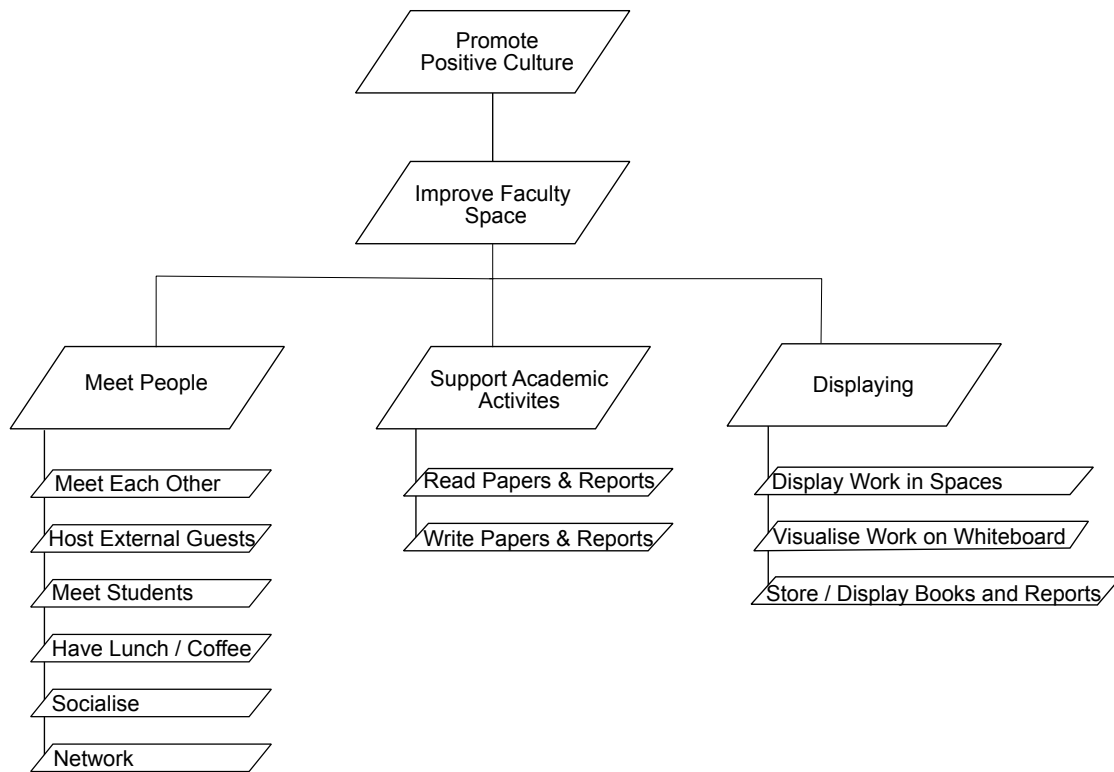 Promote
Positive Culture
Improve Faculty
Space
Meet People
Support Academic
Activites
Displaying
Meet Each Other
Host External Guests
Meet Students
Have Lunch / Coffee
Socialise
Network
Read Papers & Reports
Write Papers & Reports
Display Work in Spaces
Visualise Work on Whiteboard
Store / Display Books and Reports